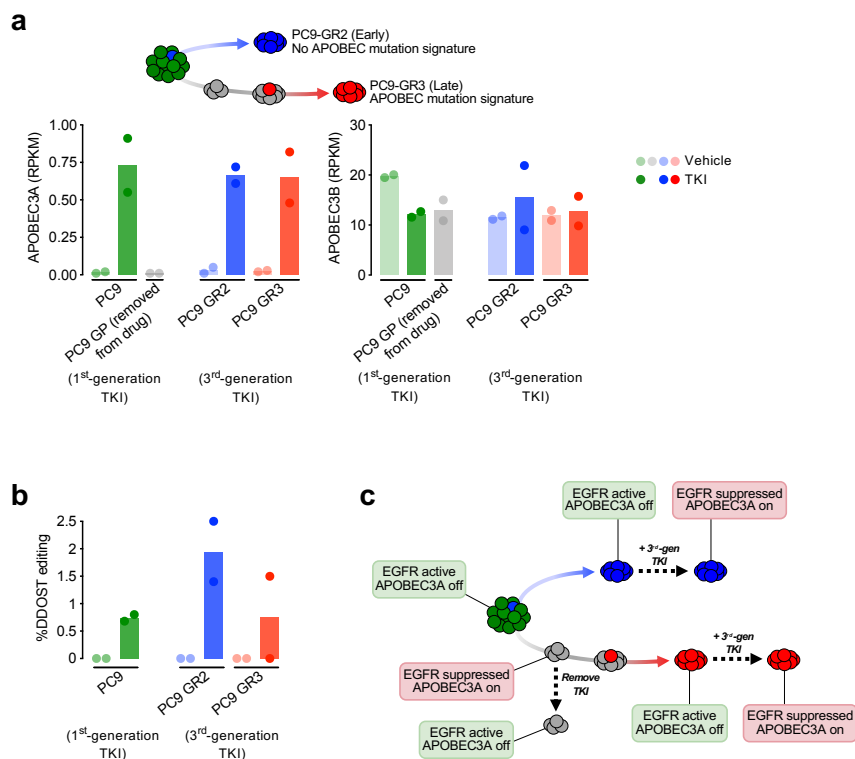 a
PC9-GR2 (Early)
No APOBEC mutation signature
PC9-GR3 (Late)
APOBEC mutation signature
APOBEC3A (RPKM)
1.00
0.75
0.50
0.25
0.00
PC9
PC9 GP (removed
from drug)
PC9 GR2
PC9 GR3
(1st-generation
TKI)
(3rd-generation
TKI)
APOBEC3B (RPKM)
30
20
10
0
PC9
PC9 GP (removed
from drug)
PC9 GR2
PC9 GR3
(1st-generation
TKI)
(3rd-generation
TKI)
Vehicle
TKI
b
%DDOST editing
2.5
2
1.5
1
0.5
0
PC9
PC9 GR2
PC9 GR3
(1st-generation
TKI)
(3rd-generation
TKI)
c
EGFR active
APOBEC3A off
EGFR suppressed
APOBEC3A on
+ 3rd-gen
TKI
EGFR active
APOBEC3A off
+ 3rd-gen
TKI
EGFR suppressed
APOBEC3A on
Remove
TKI
EGFR active
APOBEC3A off
EGFR active
APOBEC3A off
EGFR suppressed
APOBEC3A on